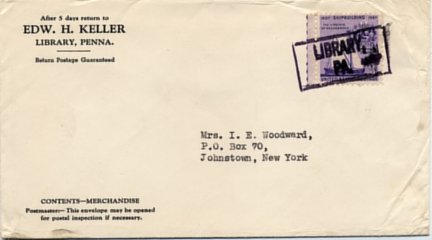 After 5 days return to
EDW. H. KELLER
LIBRARY, PENNA.
Return Postage Guaranteed
SHIPBUILDING
LIBRARY,
PA.
Mrs. I. E. Woodward,
P.O. Box 70,
Johnstown, New York
CONTENTS—MERCHANDISE
Postmaster:—This envelope may be opened
for postal inspection if necessary.